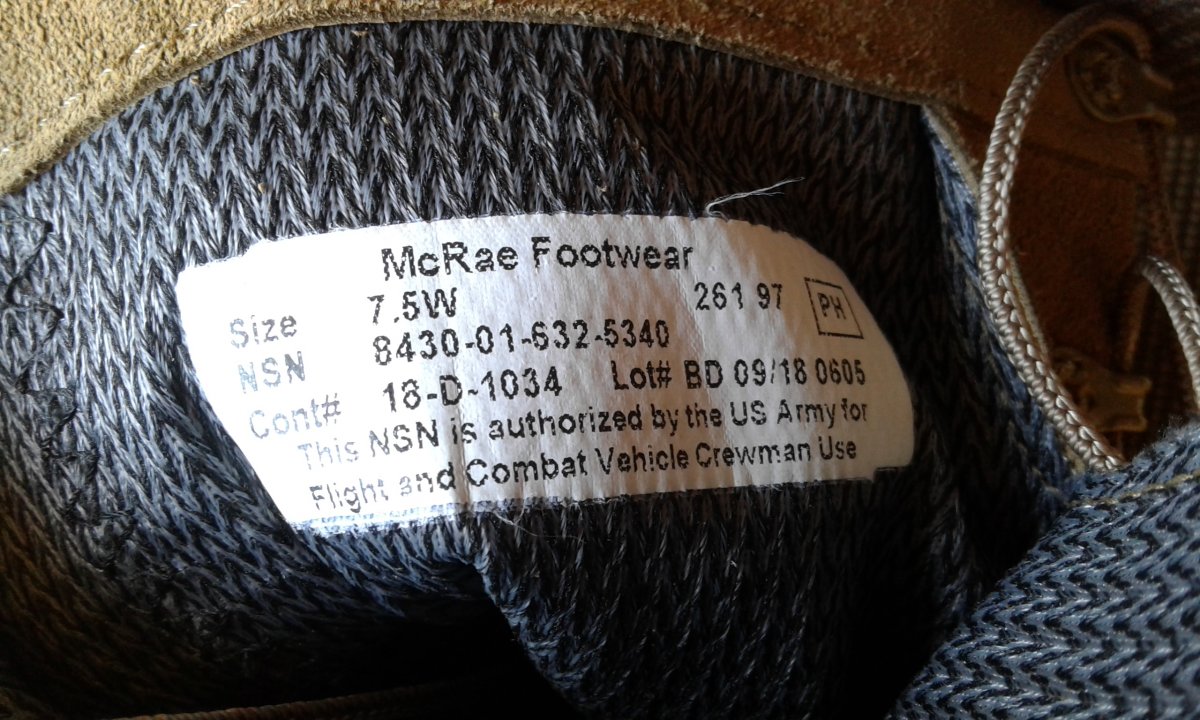 McRae Footwear
Size 7.5W 261 97 PH
NSN 8430-01-632-5340
Cont# 18-D-1034 Lot# BD 09/18 0605
This NSN is authorized by the US Army for
Flight and Combat Vehicle Crewman Use